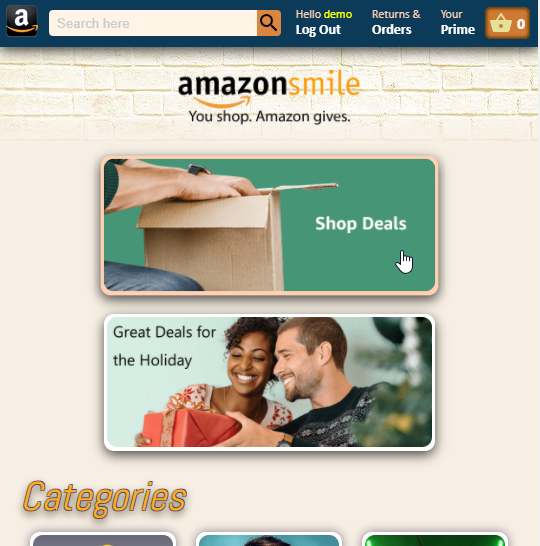 a
Search here
Hello demo
Log Out
Returns &
Orders
Your
Prime
0
amazonsmile
You shop. Amazon gives.
Shop Deals
Great Deals for
the Holiday
Categories